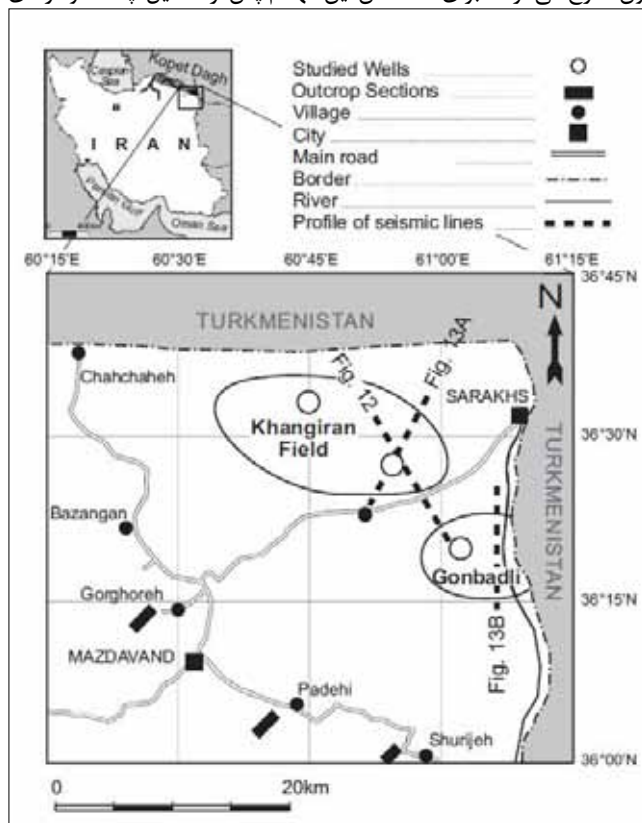 Kopet Dagh
Caspian Sea
I R A N
Persian Gulf
Oman Sea
Studied Wells
Outcrop Sections
Village
City
Main road
Border
River
Profile of seismic lines
60°15'E
60°30'E
60°45'E
61°00'E
61°15'E
36°45'N
TURKMENISTAN
N
Chahchaheh
Fig. 12
Fig. 13A
SARAKHS
Khangiran
Field
36°30'N
TURKMENISTAN
Bazangan
Gonbadli
Gorghoreh
36°15'N
Fig. 13B
MAZDAVAND
Padehi
Shurijeh
36°00'N
0
20km